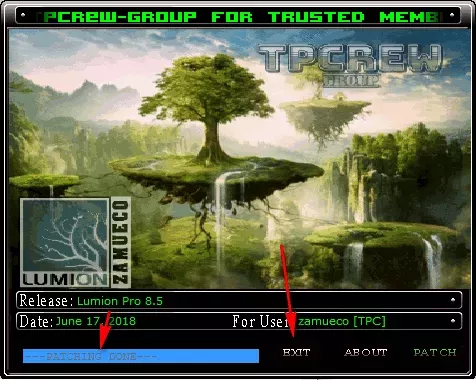 TPCREW-GROUP FOR TRUSTED MEMB
TPCREW
GROUP
LUMION
ZAMUECO
Release: Lumion Pro 8.5
Date: June 17, 2018 For User: zamueco [TPC]
---PATCHING DONE--- EXIT ABOUT PATCH